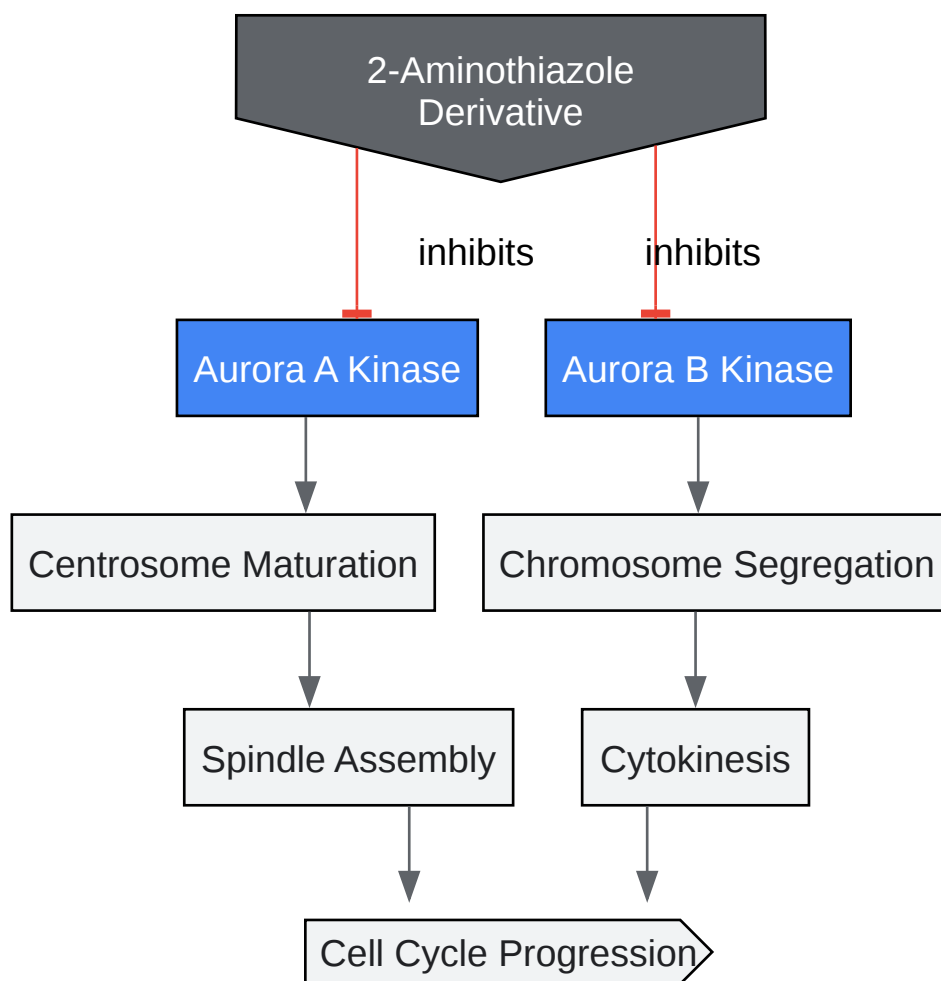 2-Aminothiazole
Derivative
inhibits
inhibits
Aurora A Kinase
Aurora B Kinase
Centrosome Maturation
Chromosome Segregation
Spindle Assembly
Cytokinesis
Cell Cycle Progression